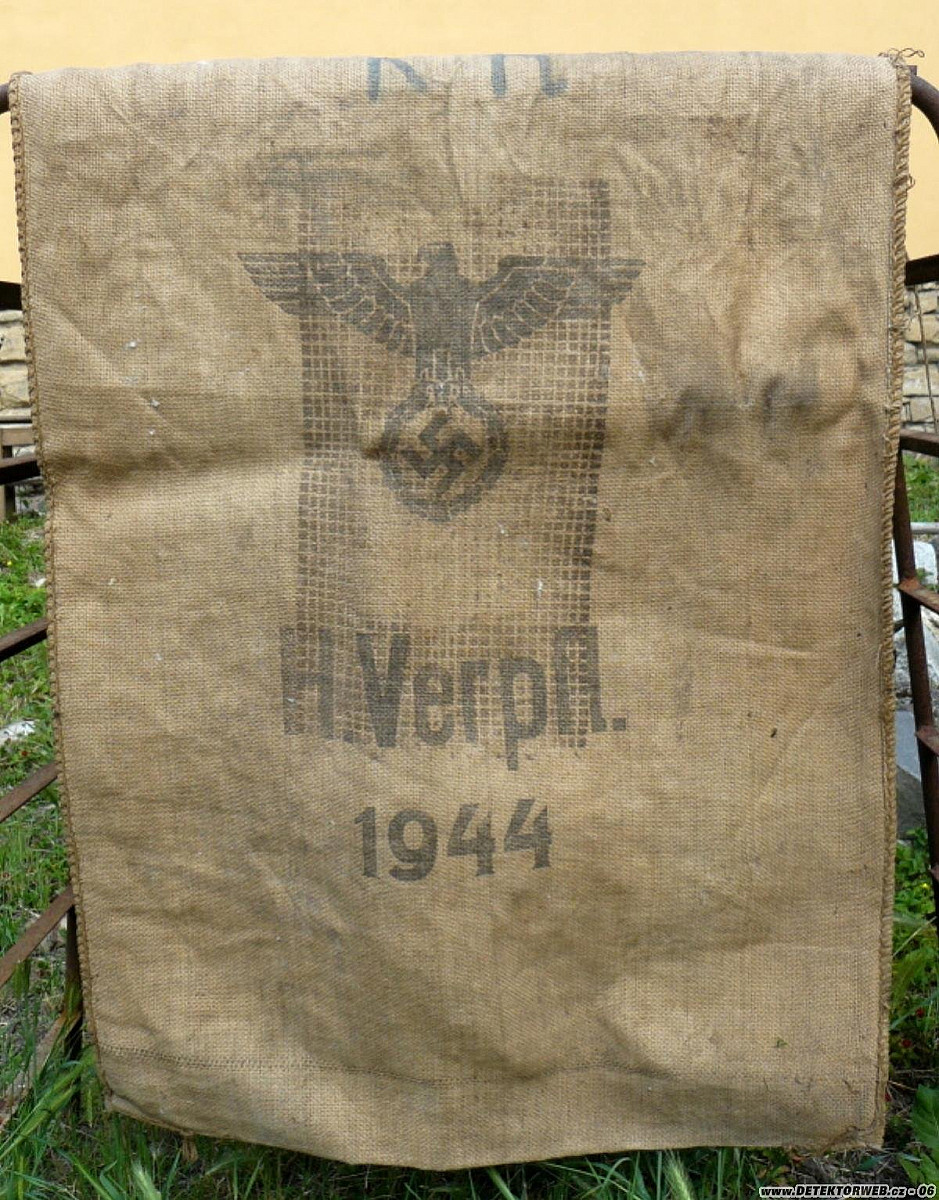 H.Verpfl.
1944
www.DETEKTORWEB.cz - 06